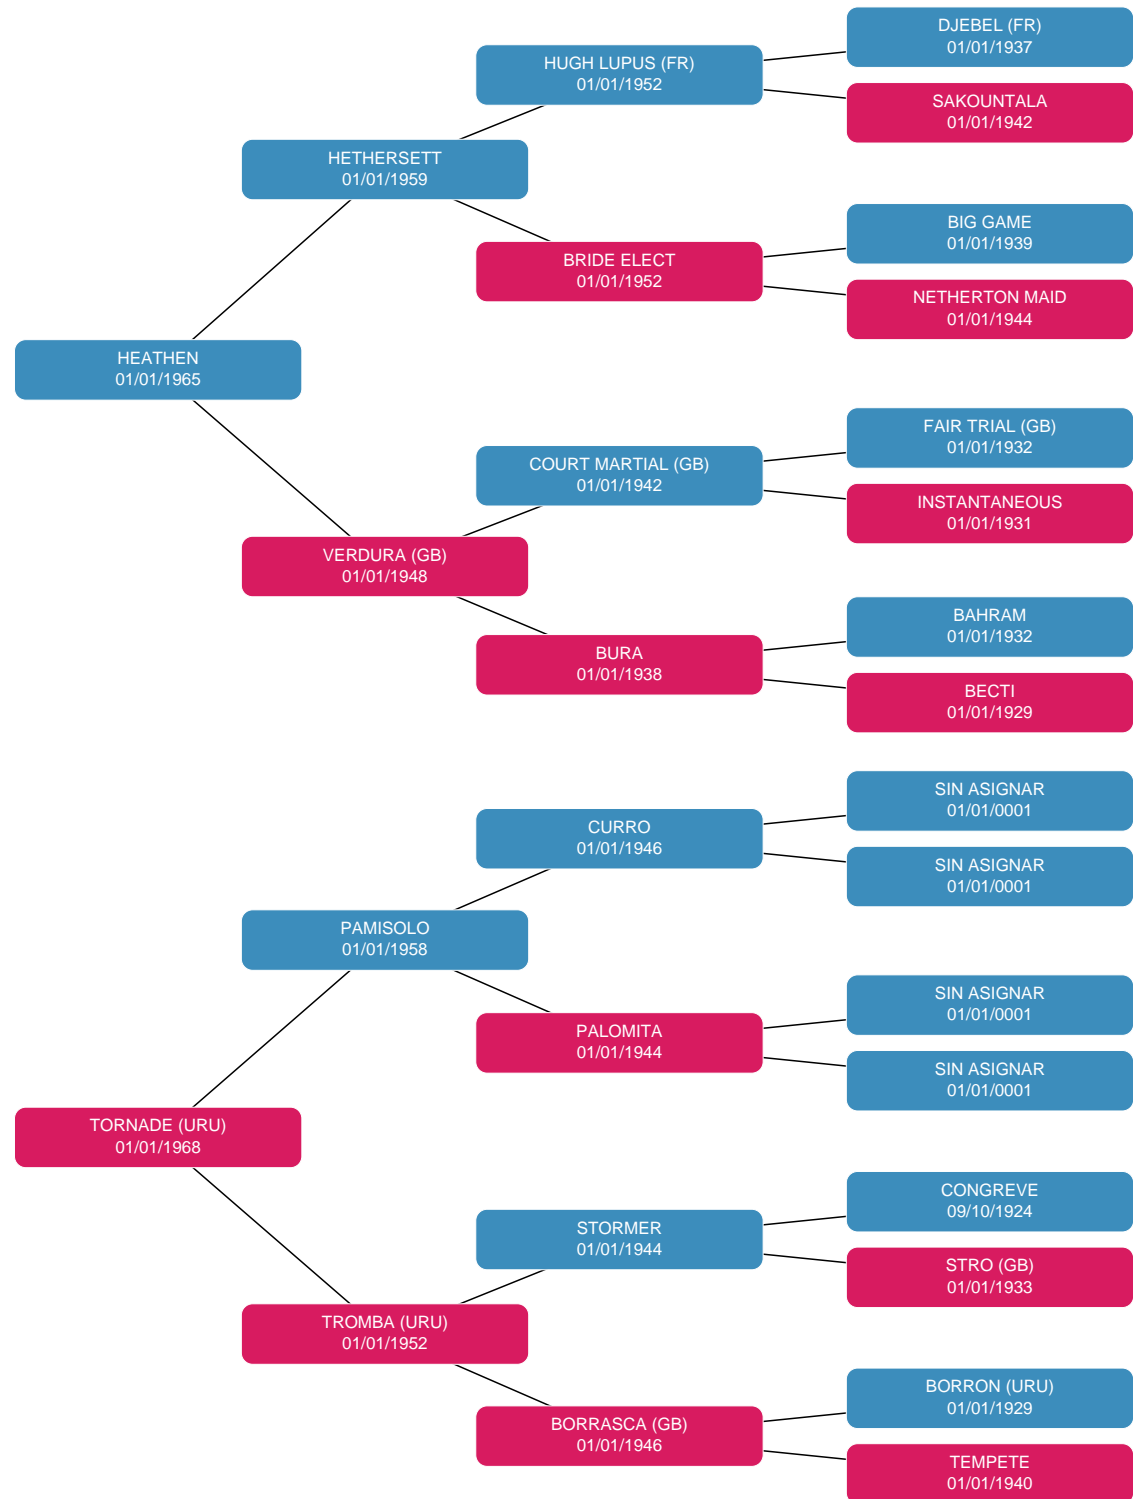 DJEBEL (FR)
01/01/1937
HUGH LUPUS (FR)
01/01/1952
SAKOUNTALA
01/01/1942
HETHERSETT
01/01/1959
BIG GAME
01/01/1939
BRIDE ELECT
01/01/1952
NETHERTON MAID
01/01/1944
HEATHEN
01/01/1965
FAIR TRIAL (GB)
01/01/1932
COURT MARTIAL (GB)
01/01/1942
INSTANTANEOUS
01/01/1931
VERDURA (GB)
01/01/1948
BAHRAM
01/01/1932
BURA
01/01/1938
BECTI
01/01/1929
SIN ASIGNAR
01/01/0001
CURRO
01/01/1946
SIN ASIGNAR
01/01/0001
PAMISOLO
01/01/1958
SIN ASIGNAR
01/01/0001
PALOMITA
01/01/1944
SIN ASIGNAR
01/01/0001
TORNADE (URU)
01/01/1968
CONGREVE
09/10/1924
STORMER
01/01/1944
STRO (GB)
01/01/1933
TROMBA (URU)
01/01/1952
BORRON (URU)
01/01/1929
BORRASCA (GB)
01/01/1946
TEMPETE
01/01/1940